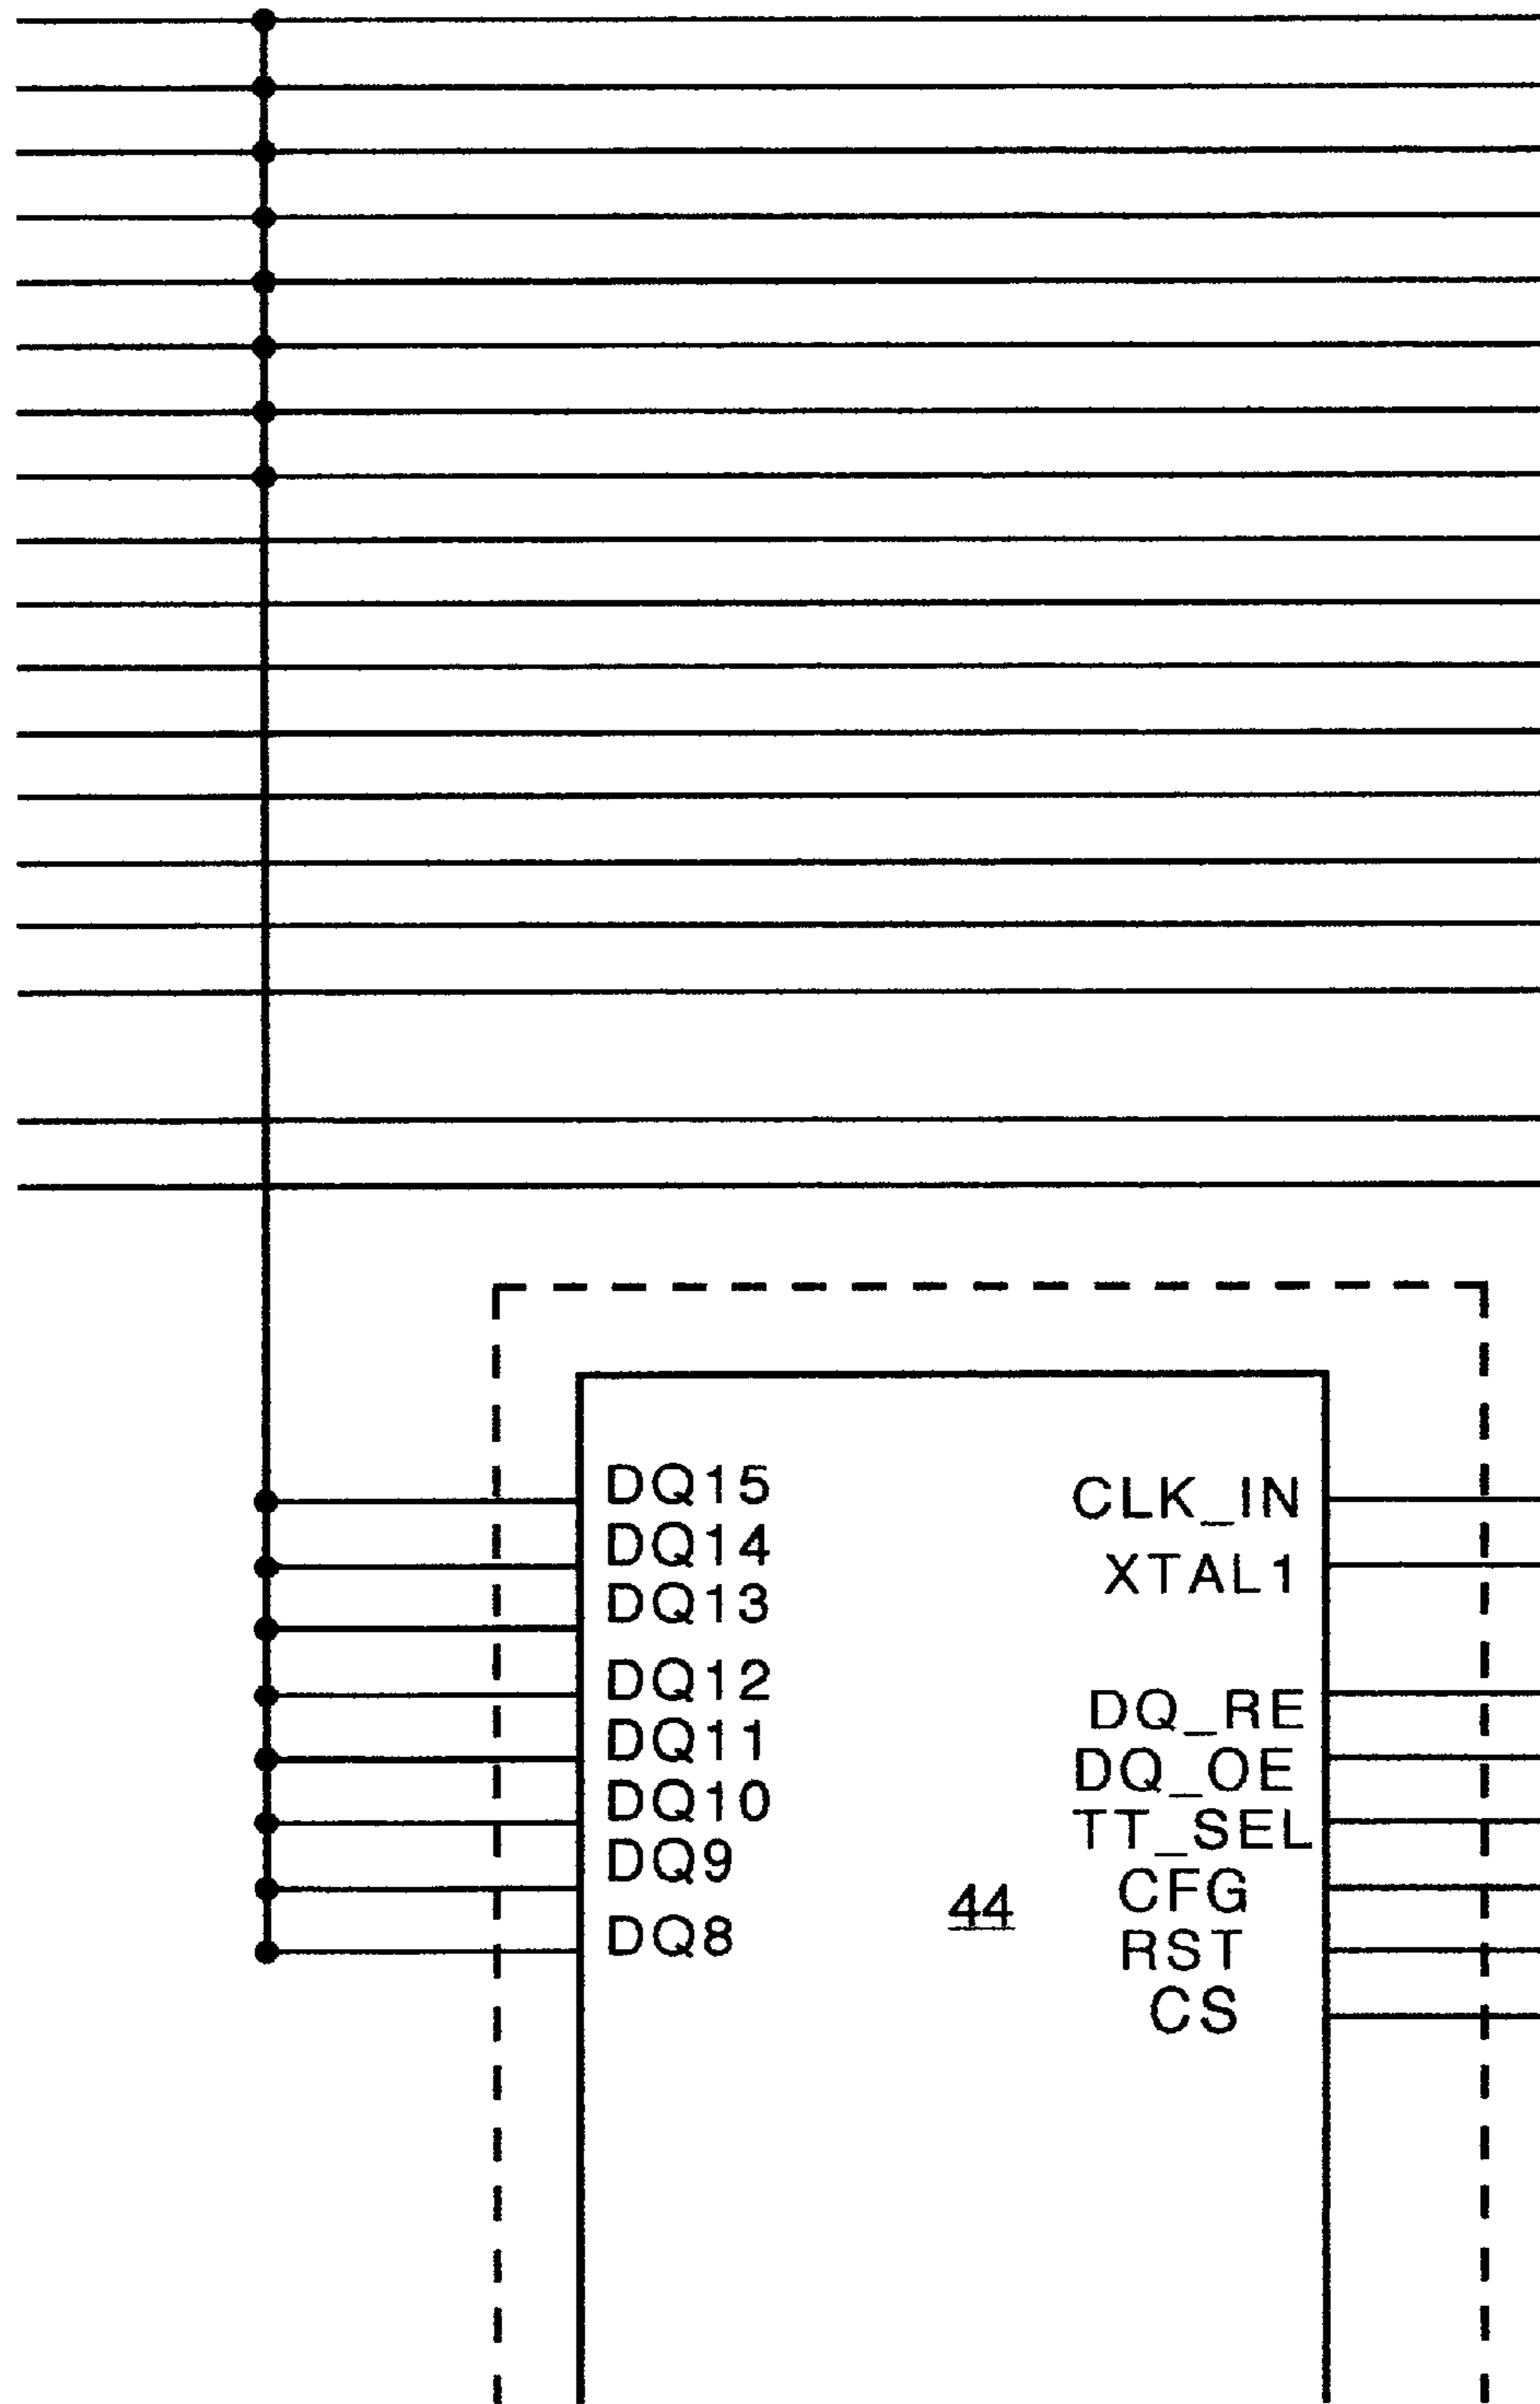 DQ15
DQ14
DQ13
DQ12
DQ11
DQ10
DQ9
DQ8
44
CLK_IN
XTAL1
DQ_RE
DQ_OE
TT_SEL
CFG
RST
CS